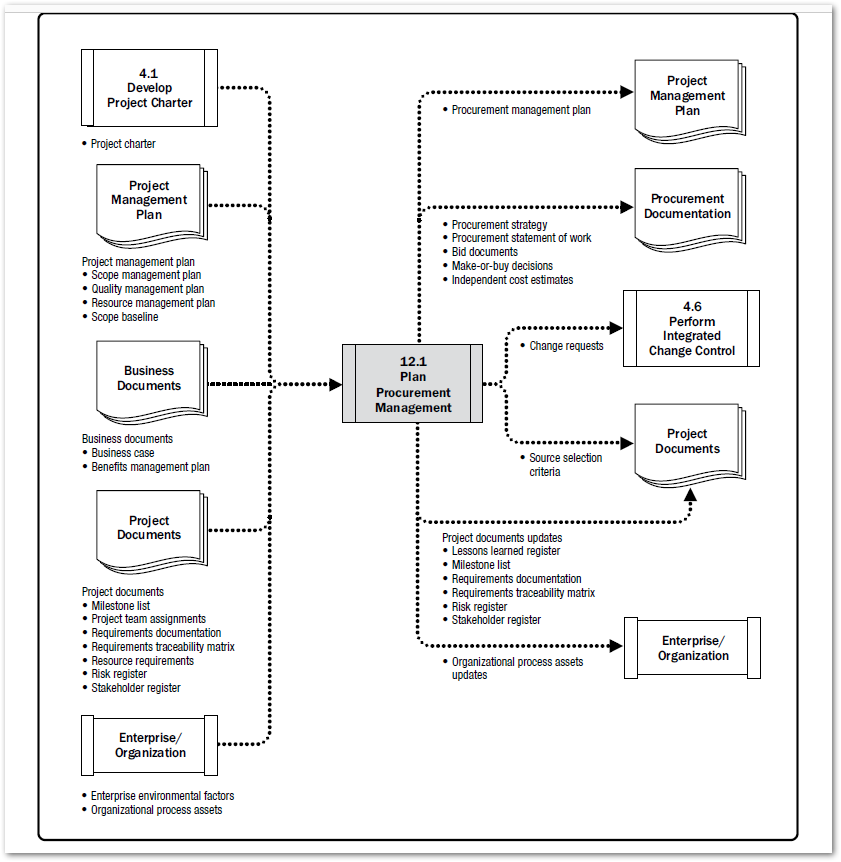 4.1
Develop
Project Charter
• Project charter
Project
Management
Plan
Project management plan
• Scope management plan
• Quality management plan
• Resource management plan
• Scope baseline
Business
Documents
Business documents
• Business case
• Benefits management plan
Project
Documents
Project documents
• Milestone list
• Project team assignments
• Requirements documentation
• Requirements traceability matrix
• Resource requirements
• Risk register
• Stakeholder register
Enterprise/
Organization
• Enterprise environmental factors
• Organizational process assets
12.1
Plan
Procurement
Management
• Procurement management plan
Project
Management
Plan
• Procurement strategy
• Procurement statement of work
• Bid documents
• Make-or-buy decisions
• Independent cost estimates
Procurement
Documentation
• Change requests
4.6
Perform
Integrated
Change Control
• Source selection
criteria
Project
Documents
Project documents updates
• Lessons learned register
• Milestone list
• Requirements documentation
• Requirements traceability matrix
• Risk register
• Stakeholder register
• Organizational process assets
updates
Enterprise/
Organization